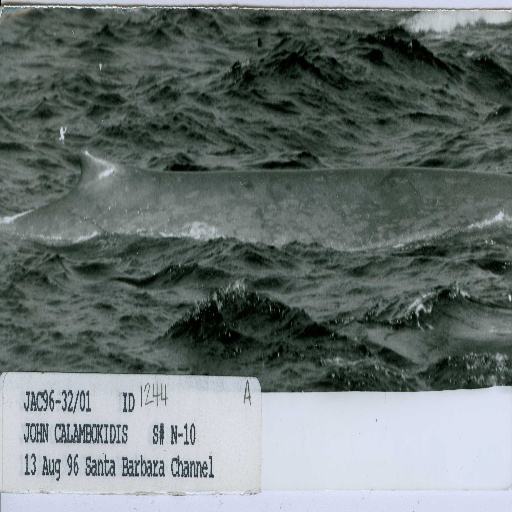 JAC96-32/01 ID 1244 A
JOHN CALAMBOKIDIS S# N-10
13 Aug 96 Santa Barbara Channel